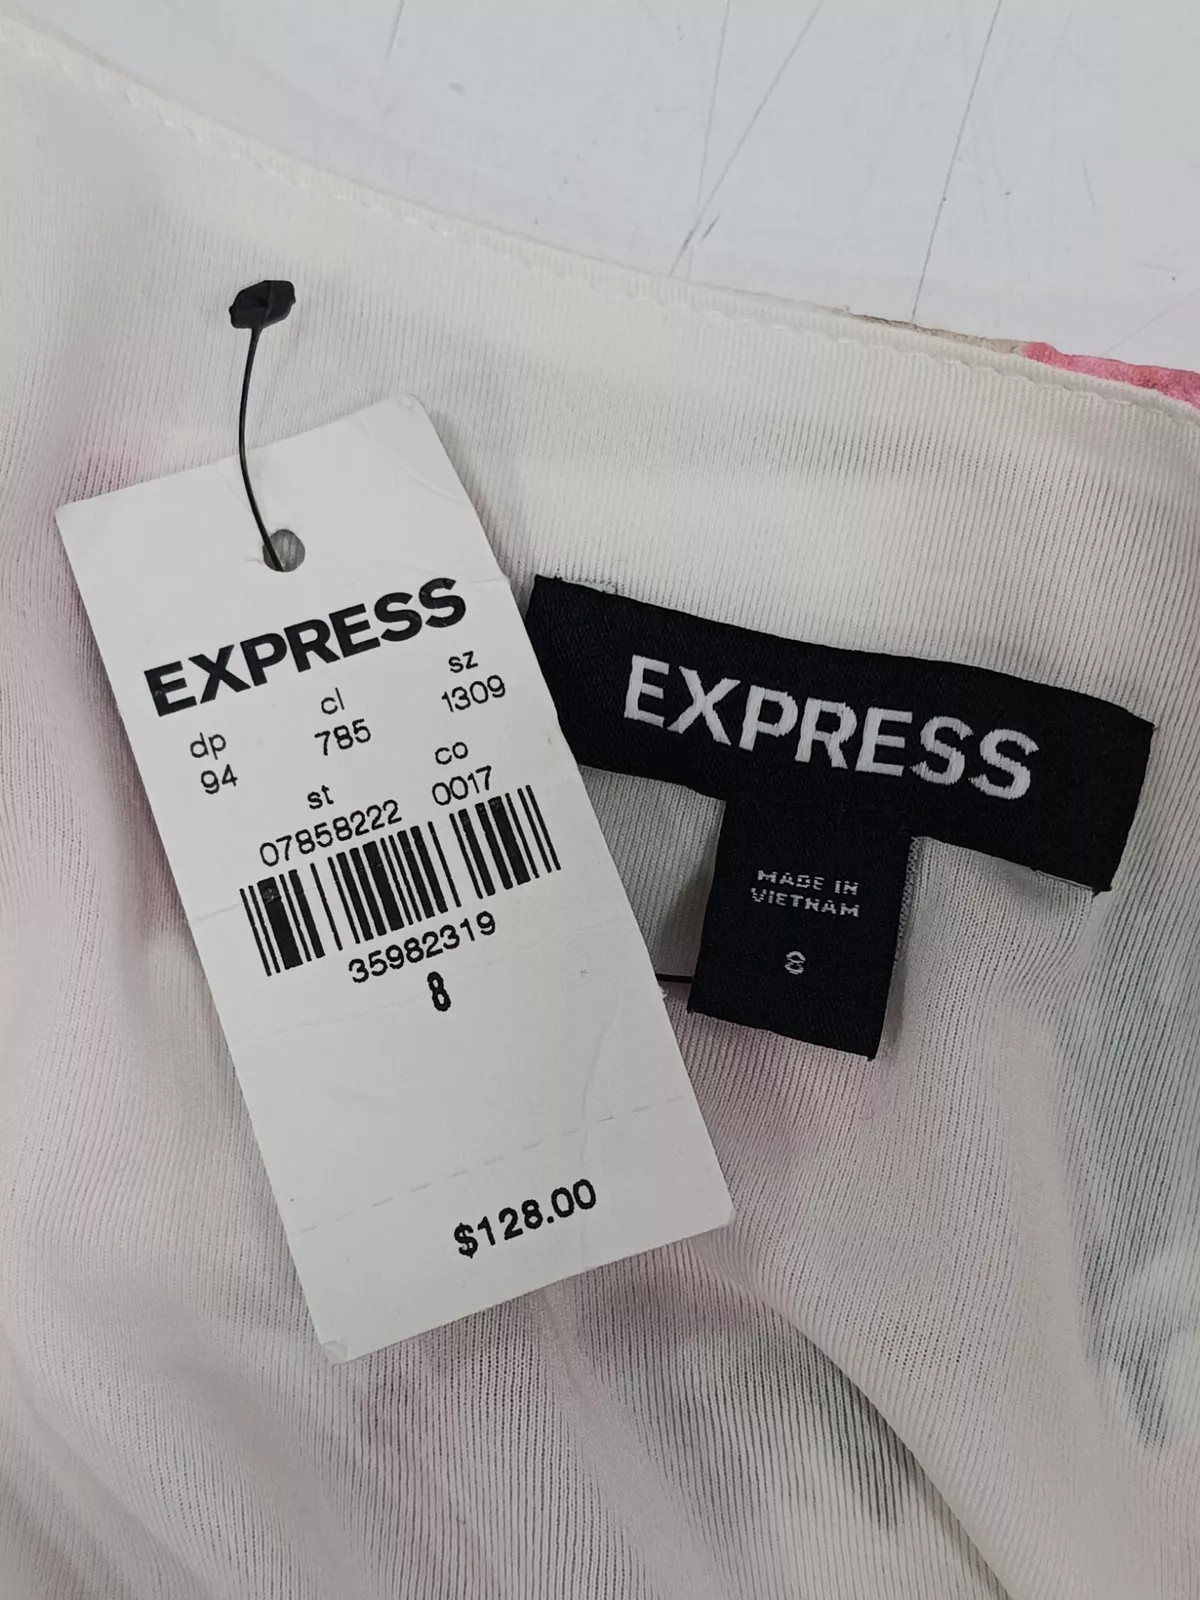 EXPRESS
dp cl sz
94 785 1309
st co
07858222 0017
35982319
8
$128.00
EXPRESS
MADE IN
VIETNAM
8